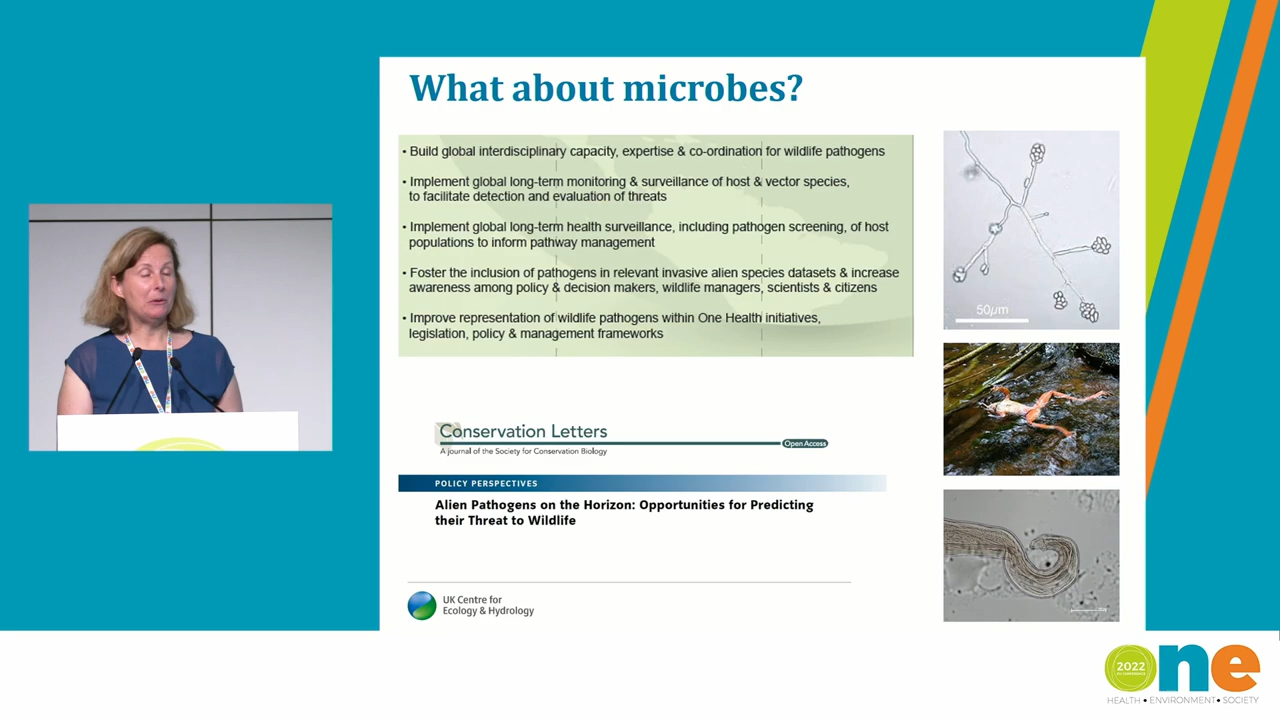 What about microbes?
• Build global interdisciplinary capacity, expertise & co-ordination for wildlife pathogens
• Implement global long-term monitoring & surveillance of host & vector species,
to facilitate detection and evaluation of threats
• Implement global long-term health surveillance, including pathogen screening, of host
populations to inform pathway management
• Foster the inclusion of pathogens in relevant invasive alien species datasets & increase
awareness among policy & decision makers, wildlife managers, scientists & citizens
• Improve representation of wildlife pathogens within One Health initiatives,
legislation, policy & management frameworks
50µm
Conservation Letters
Open Access
A journal of the Society for Conservation Biology
POLICY PERSPECTIVES
Alien Pathogens on the Horizon: Opportunities for Predicting
their Threat to Wildlife
UK Centre for
Ecology & Hydrology
2022
one
HEALTH • ENVIRONMENT • SOCIETY